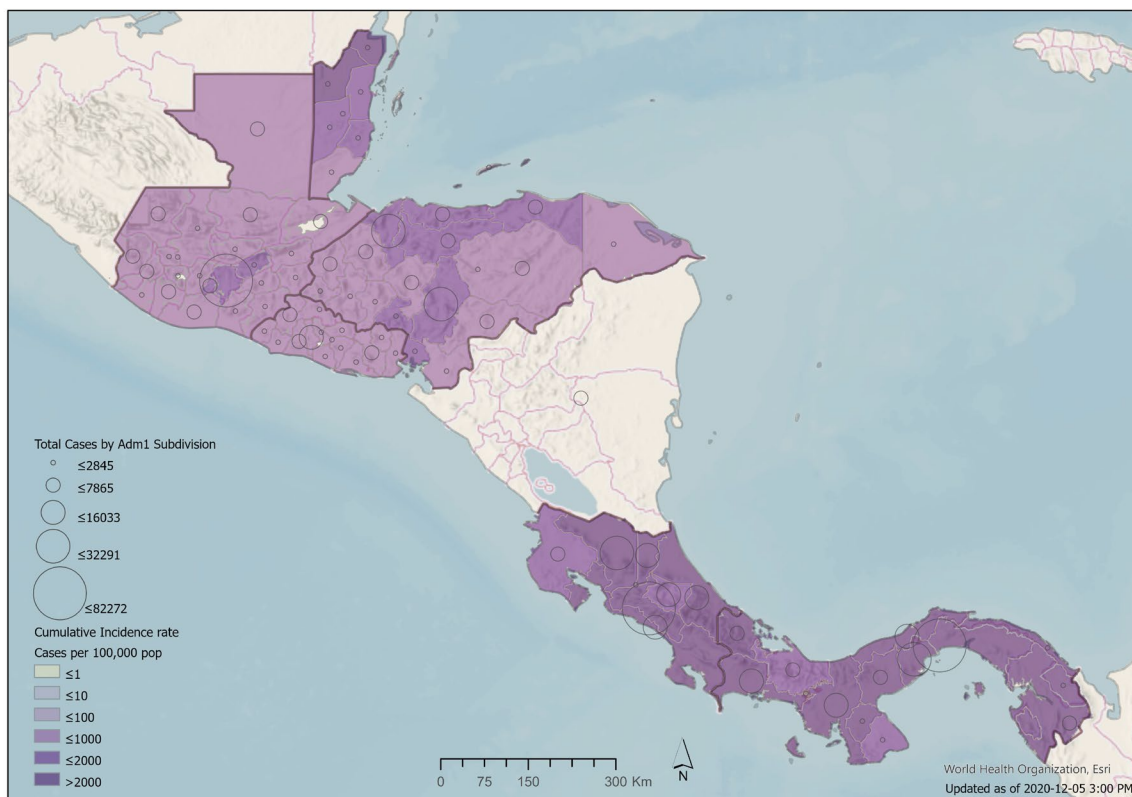 Total Cases by Adm1 Subdivision
≤2845
≤7865
≤16033
≤32291
≤82272
Cumulative Incidence rate
Cases per 100,000 pop
≤1
≤10
≤100
≤1000
≤2000
>2000
0 75 150 300 Km
N
World Health Organization, Esri
Updated as of 2020-12-05 3:00 PM